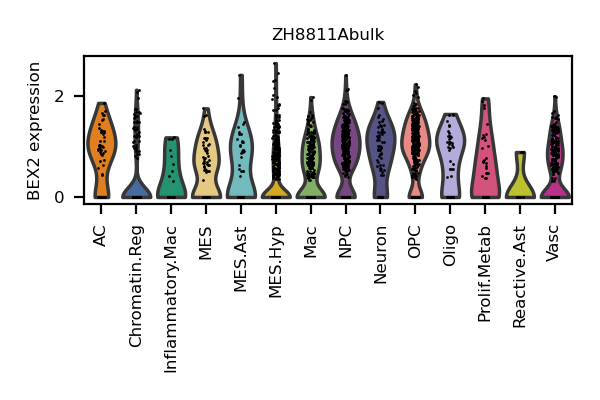 ZH8811Abulk
BEX2 expression
2
0
AC
Chromatin.Reg
Inflammatory.Mac
MES
MES.Ast
MES.Hyp
Mac
NPC
Neuron
OPC
Oligo
Prolif.Metab
Reactive.Ast
Vasc